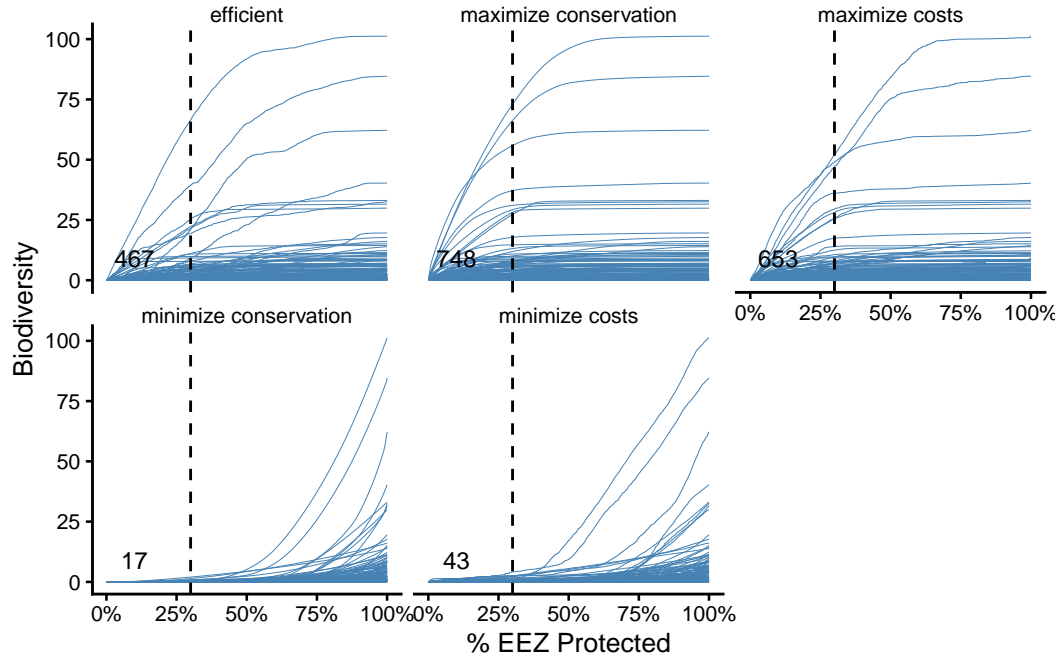 efficient
maximize conservation
maximize costs
100
75
50
25
0
467
748
653
0% 25% 50% 75% 100%
Biodiversity
minimize conservation
minimize costs
100
75
50
25
0
17
43
0% 25% 50% 75% 100%
0% 25% 50% 75% 100%
% EEZ Protected